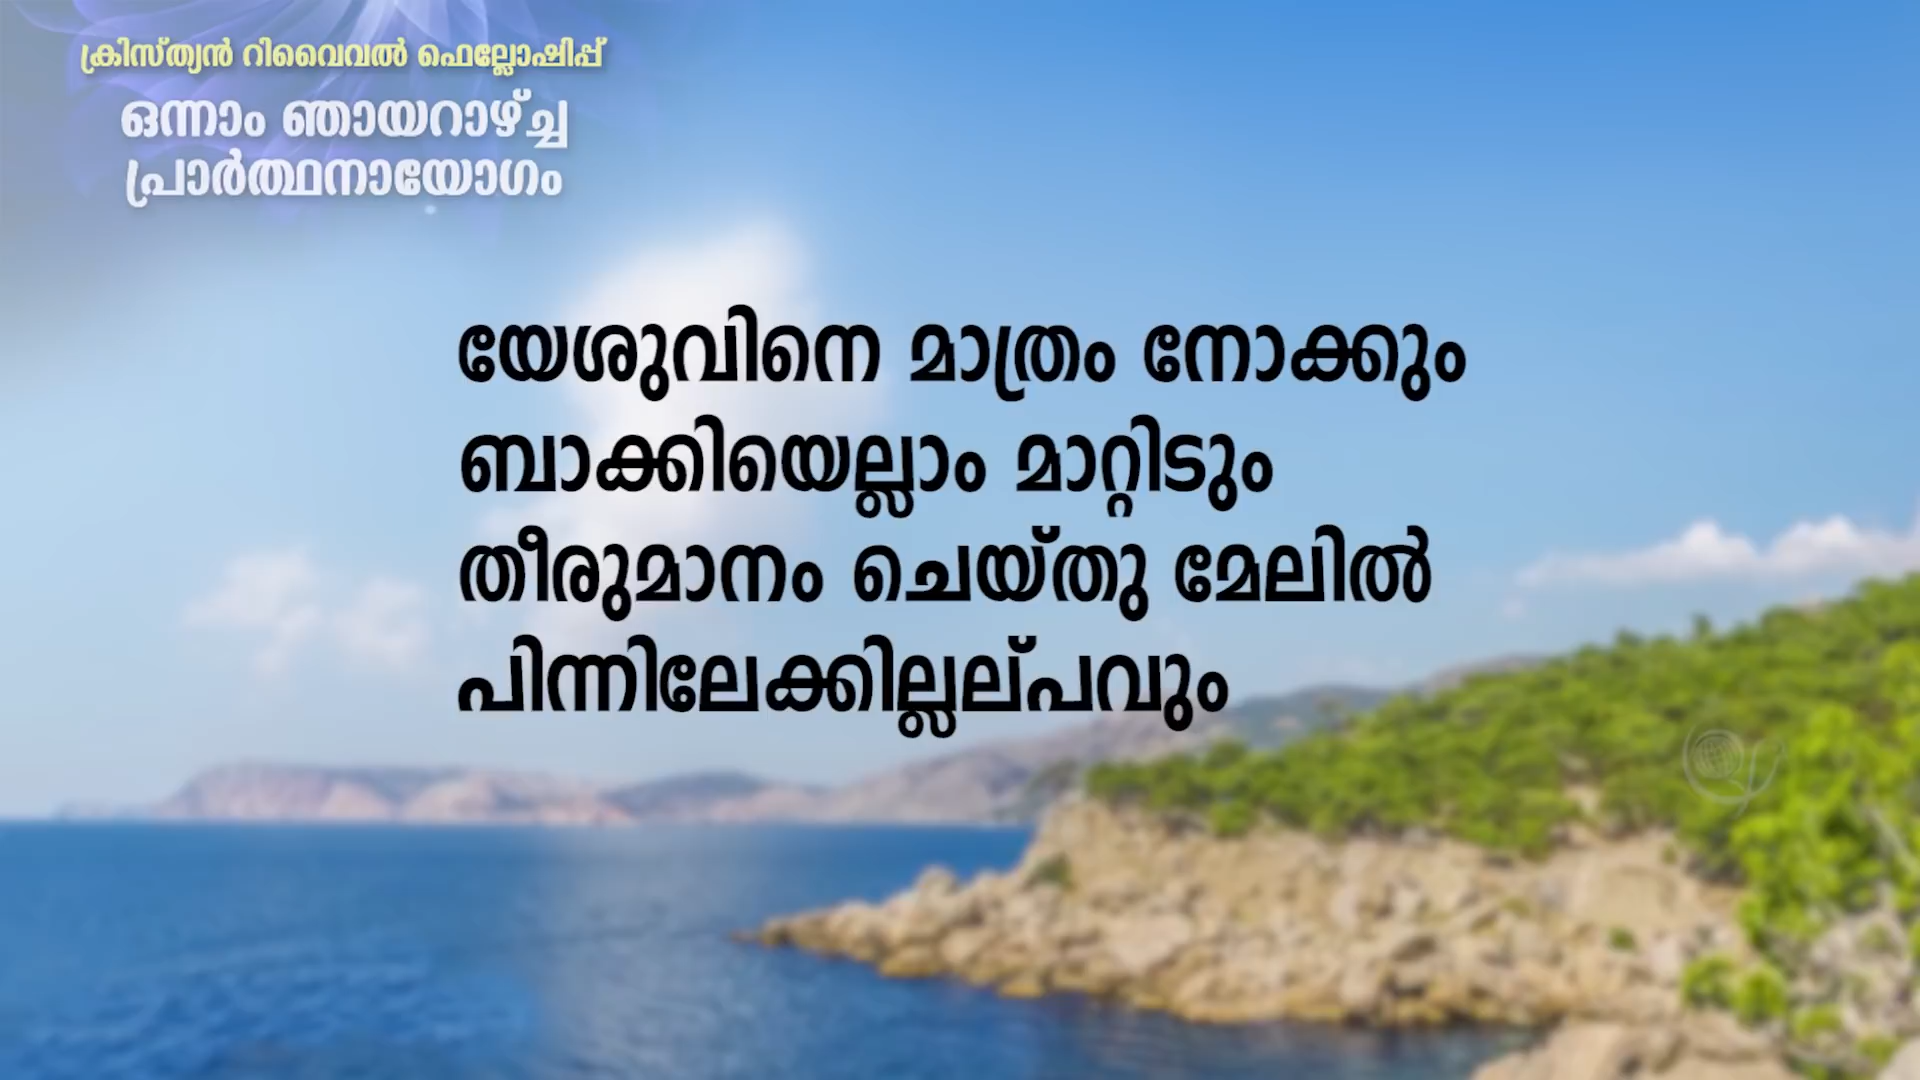 ക്രിസ്ത്യൻ റിവൈവൽ ഫെല്ലോഷിപ്പ്
ഒന്നാം ഞായറാഴ്ച്ച
പ്രാർത്ഥനായോഗം
യേശുവിനെ മാത്രം നോക്കും
ബാക്കിയെല്ലാം മാറ്റിടും
തീരുമാനം ചെയ്തു മേലിൽ
പിന്നിലേക്കില്ലല്പവും